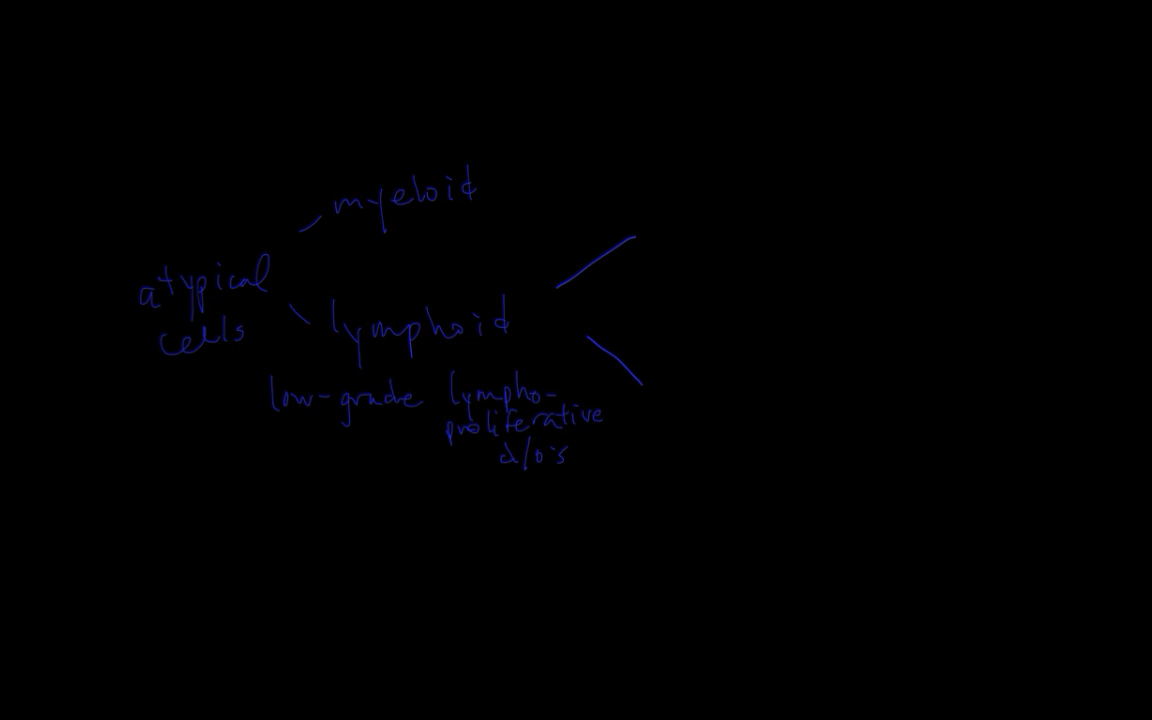 myeloid
atypical
cells
lymphoid
low-grade lympho-
proliferative
d/o's